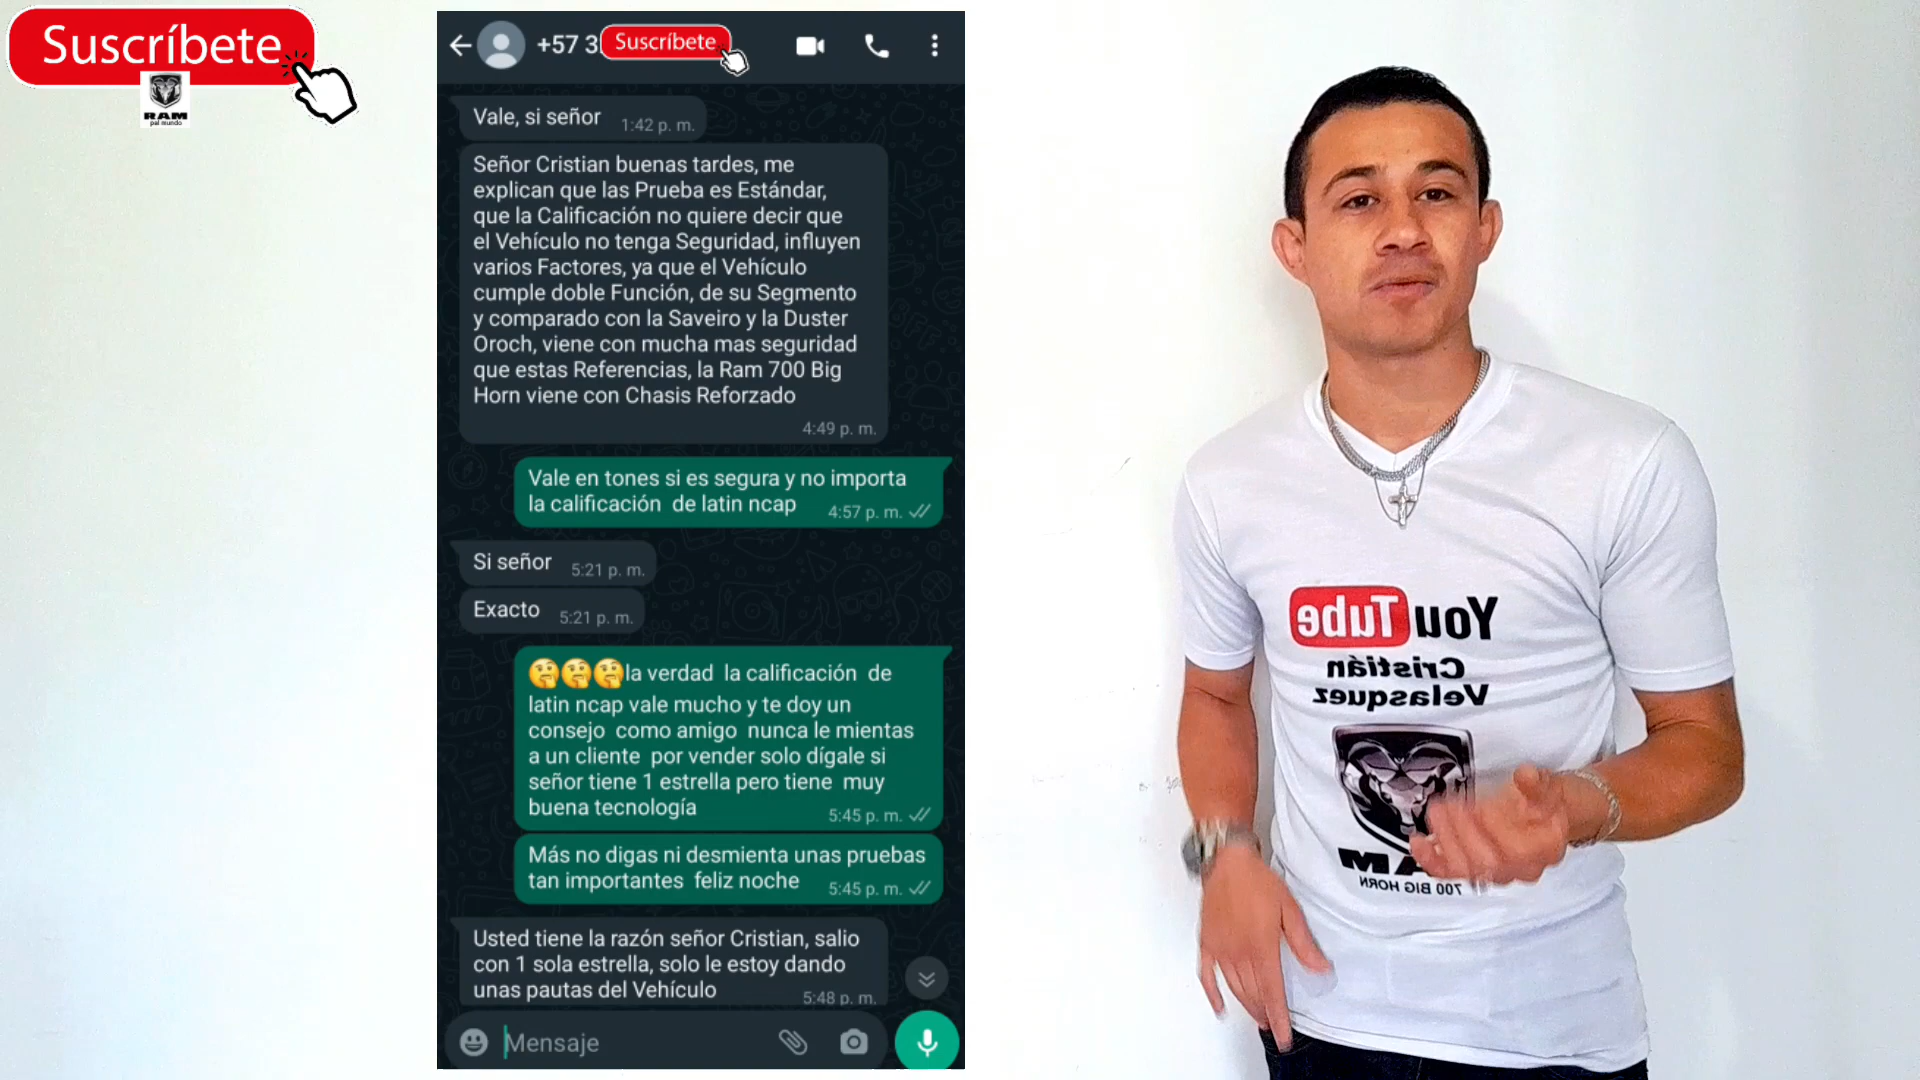 Suscríbete
RAM
pal mundo
+57 3
Suscríbete
Vale, si señor
1:42 p. m.
Señor Cristian buenas tardes, me
explican que las Prueba es Estándar,
que la Calificación no quiere decir que
el Vehículo no tenga Seguridad, influyen
varios Factores, ya que el Vehículo
cumple doble Función, de su Segmento
y comparado con la Saveiro y la Duster
Oroch, viene con mucha mas seguridad
que estas Referencias, la Ram 700 Big
Horn viene con Chasis Reforzado
4:49 p. m.
Vale en tones si es segura y no importa
la calificación de latin ncap
4:57 p. m.
Si señor
5:21 p. m.
Exacto
5:21 p. m.
🤔🤔🤔la verdad la calificación de
latin ncap vale mucho y te doy un
consejo como amigo nunca le mientas
a un cliente por vender solo dígale si
señor tiene 1 estrella pero tiene muy
buena tecnología
5:45 p. m.
Más no digas ni desmienta unas pruebas
tan importantes feliz noche
5:45 p. m.
Usted tiene la razón señor Cristian, salio
con 1 sola estrella, solo le estoy dando
unas pautas del Vehículo
5:48 p. m.
Mensaje
YouTube
Cristián
Velasquez
RAM
700 BIG HORN